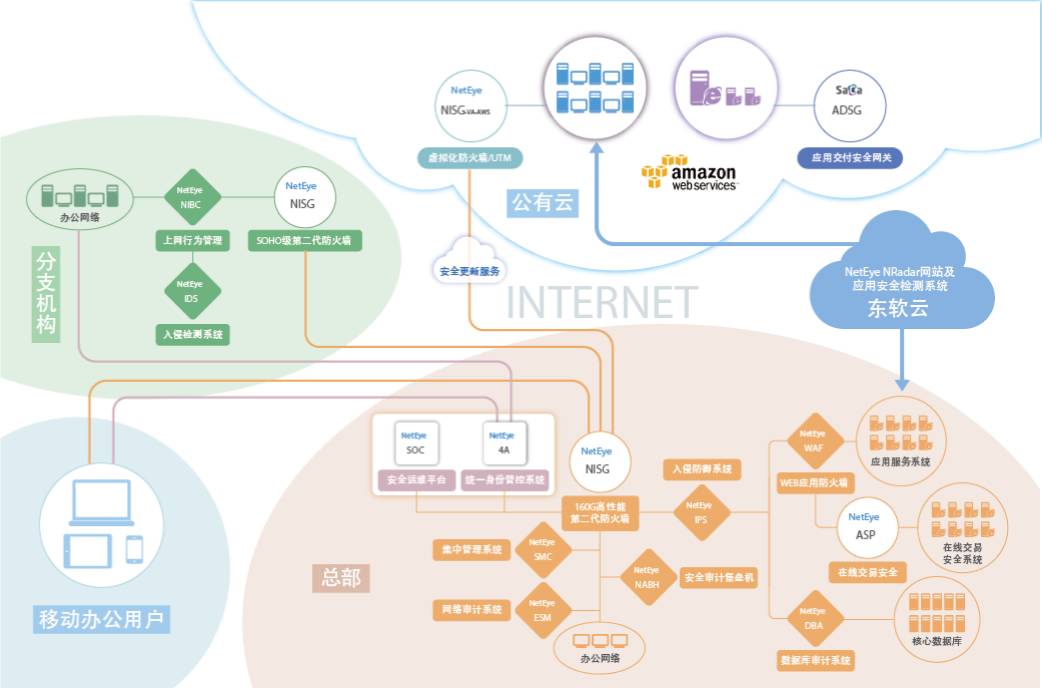 NetEye
NISG-VA-AWS
虚拟化防火墙/UTM
SaCa
ADSG
应用交付安全网关
amazon
web services™
公有云
办公网络
NetEye
NIBC
上网行为管理
NetEye
NISG
SOHO级第二代防火墙
NetEye
IDS
入侵检测系统
分支机构
安全更新服务
INTERNET
NetEye NRadar网站及
应用安全检测系统
东软云
NetEye
SOC
安全运维平台
NetEye
4A
统一身份管控系统
NetEye
NISG
160G高性能
第二代防火墙
入侵防御系统
NetEye
IPS
NetEye
WAF
WEB应用防火墙
应用服务系统
NetEye
ASP
在线交易安全
在线交易
安全系统
集中管理系统
NetEye
SMC
NetEye
NABH
安全审计堡垒机
网络审计系统
NetEye
ESM
办公网络
NetEye
DBA
数据库审计系统
核心数据库
总部
移动办公用户